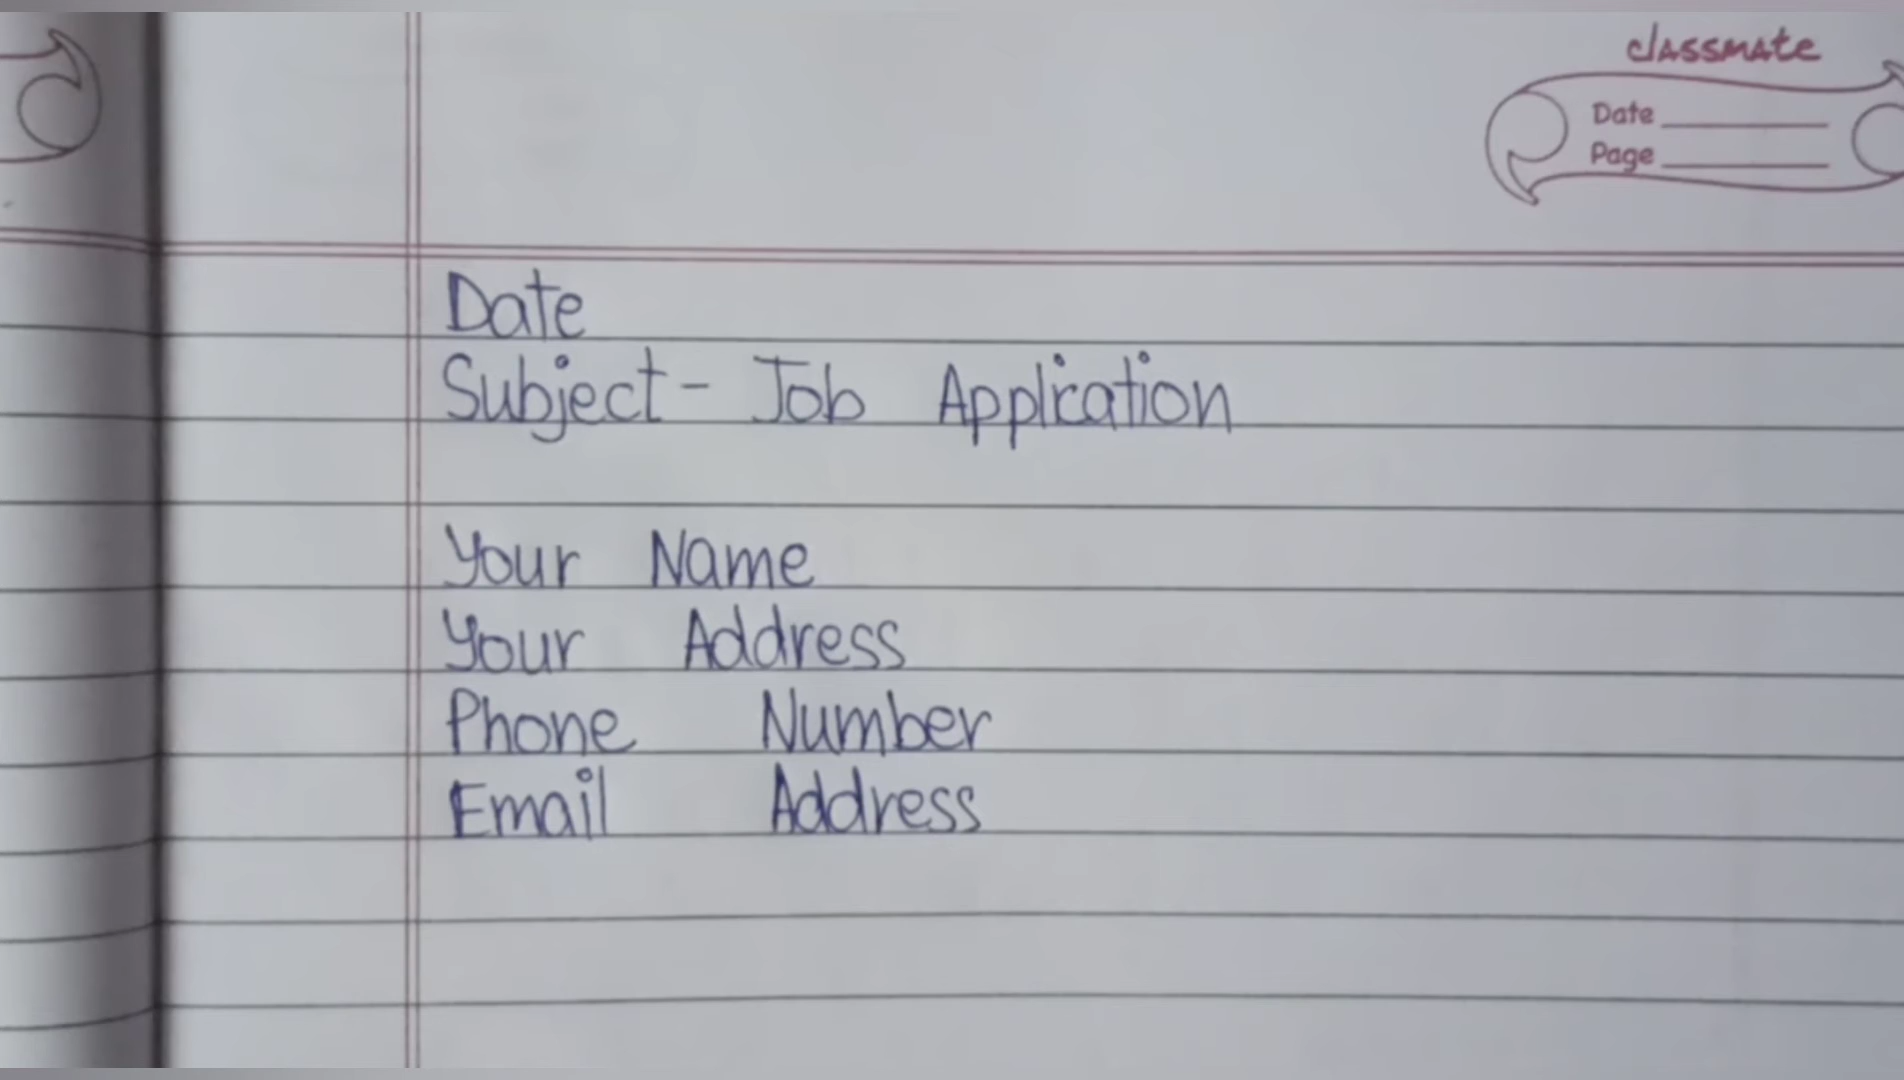 classmate
Date
Page
Date
Subject - Job Application
Your Name
Your Address
Phone Number
Email Address